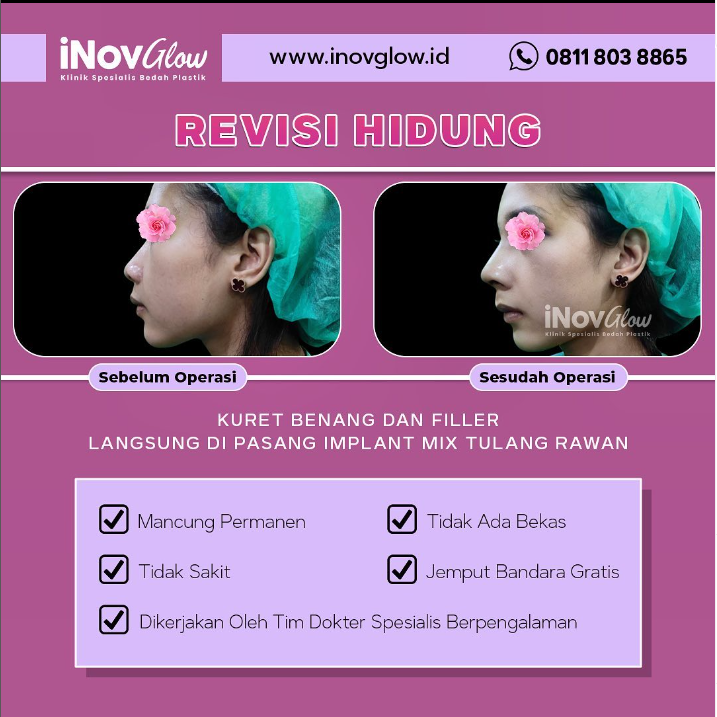 iNovGlow
Klinik Spesialis Bedah Plastik
www.inovglow.id
0811 803 8865
REVISI HIDUNG
iNovGlow
Klinik Spesialis Bedah Plastik
Sebelum Operasi
Sesudah Operasi
KURET BENANG DAN FILLER
LANGSUNG DI PASANG IMPLANT MIX TULANG RAWAN
Mancung Permanen
Tidak Ada Bekas
Tidak Sakit
Jemput Bandara Gratis
Dikerjakan Oleh Tim Dokter Spesialis Berpengalaman